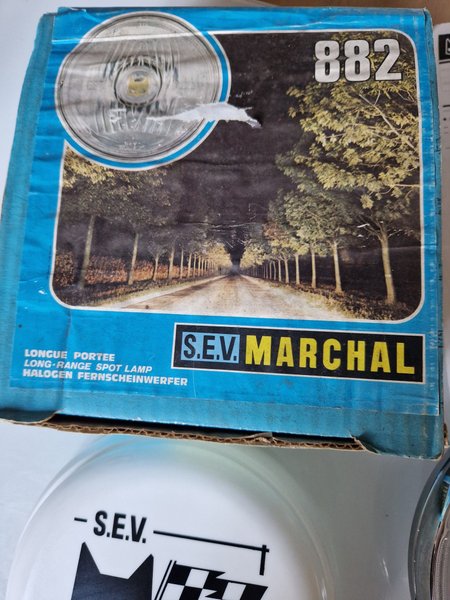 882
S.E.V. MARCHAL
LONGUE PORTEE
LONG-RANGE SPOT LAMP
HALOGEN FERNSCHEINWERFER
S.E.V.